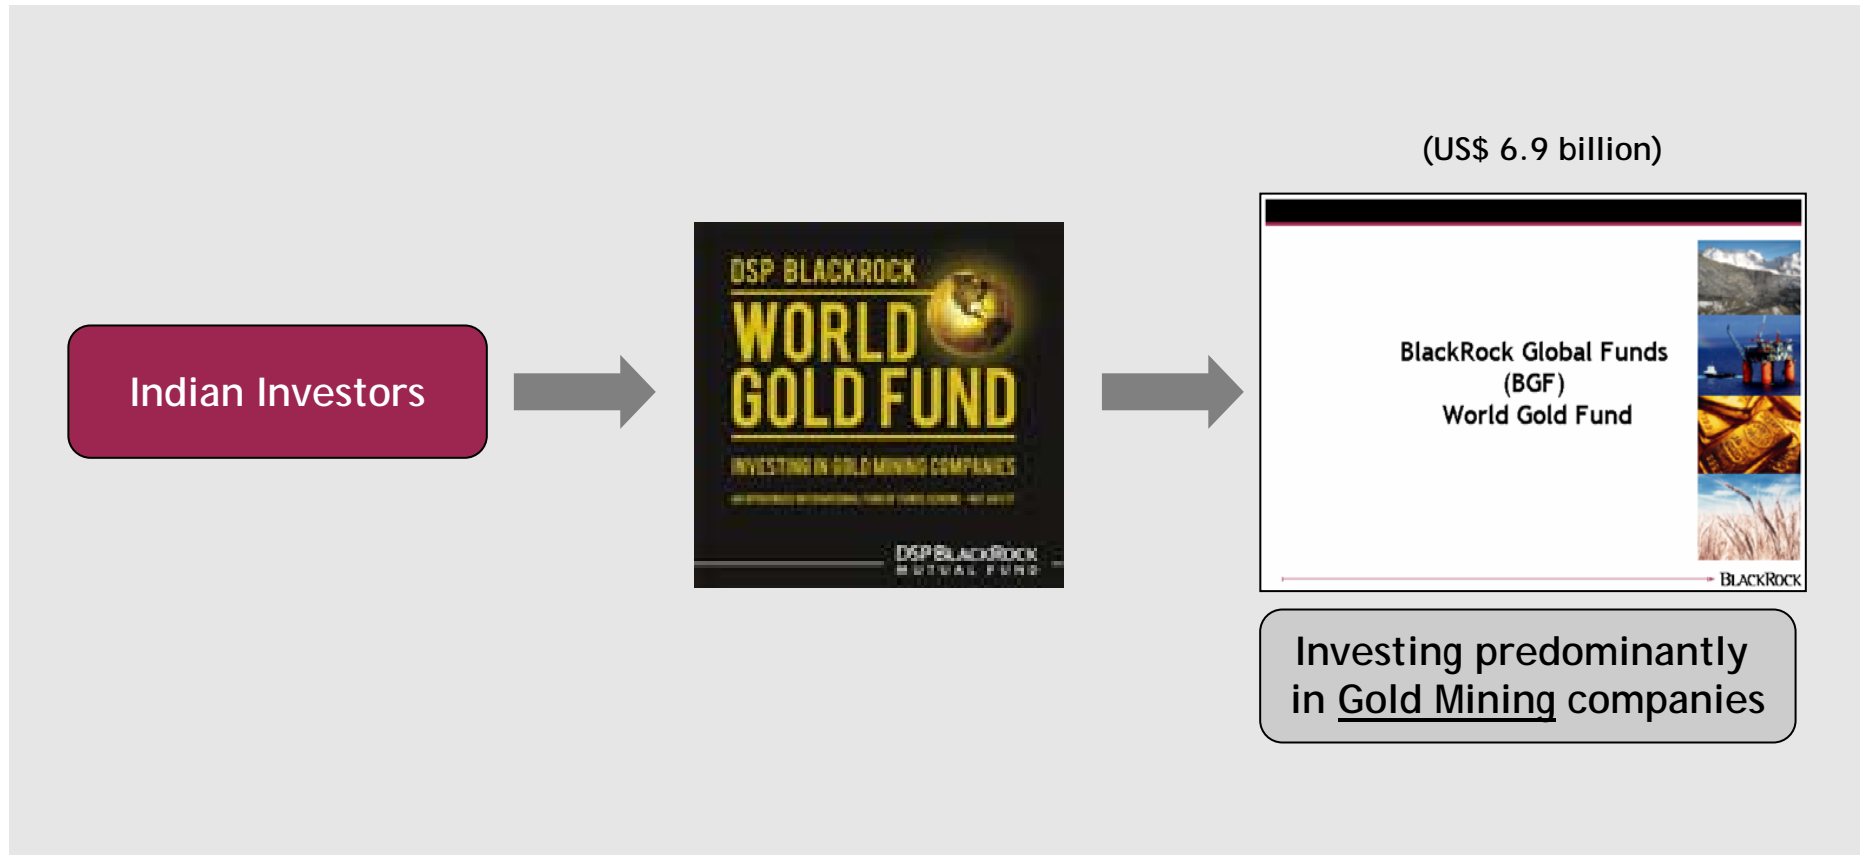 Indian Investors
DSP BLACKROCK
WORLD
GOLD FUND
INVESTING IN GOLD MINING COMPANIES
DSP BLACKROCK
MUTUAL FUND
(US$ 6.9 billion)
BlackRock Global Funds
(BGF)
World Gold Fund
BLACKROCK
Investing predominantly
in Gold Mining companies